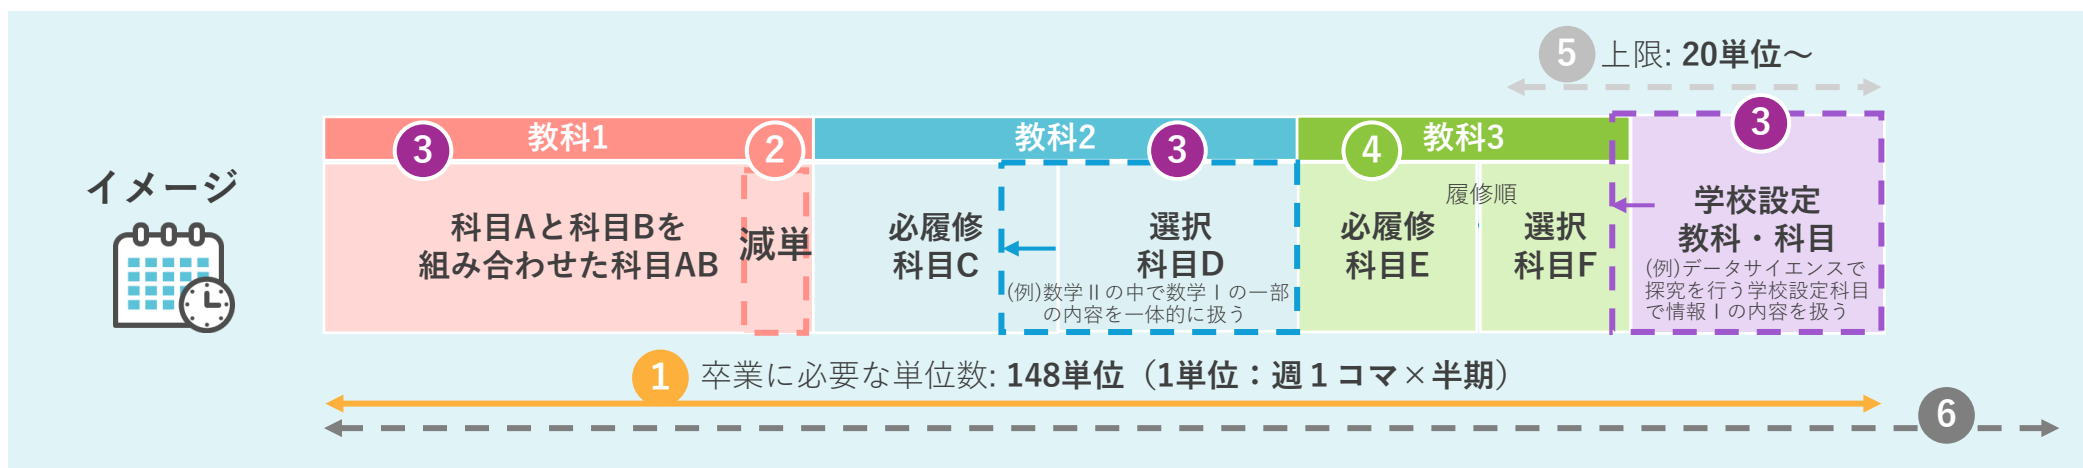 5 上限: 20単位～
イメージ
教科1
教科2
教科3
3
2
3
4
3
科目Aと科目Bを
組み合わせた科目AB
減単
必履修
科目C
選択
科目D
(例)数学Ⅱの中で数学Ⅰの一部
の内容を一体的に扱う
履修順
必履修
科目E
選択
科目F
学校設定
教科・科目
(例)データサイエンスで
探究を行う学校設定科目
で情報Ⅰの内容を扱う
1 卒業に必要な単位数: 148単位（1単位：週１コマ×半期）
6